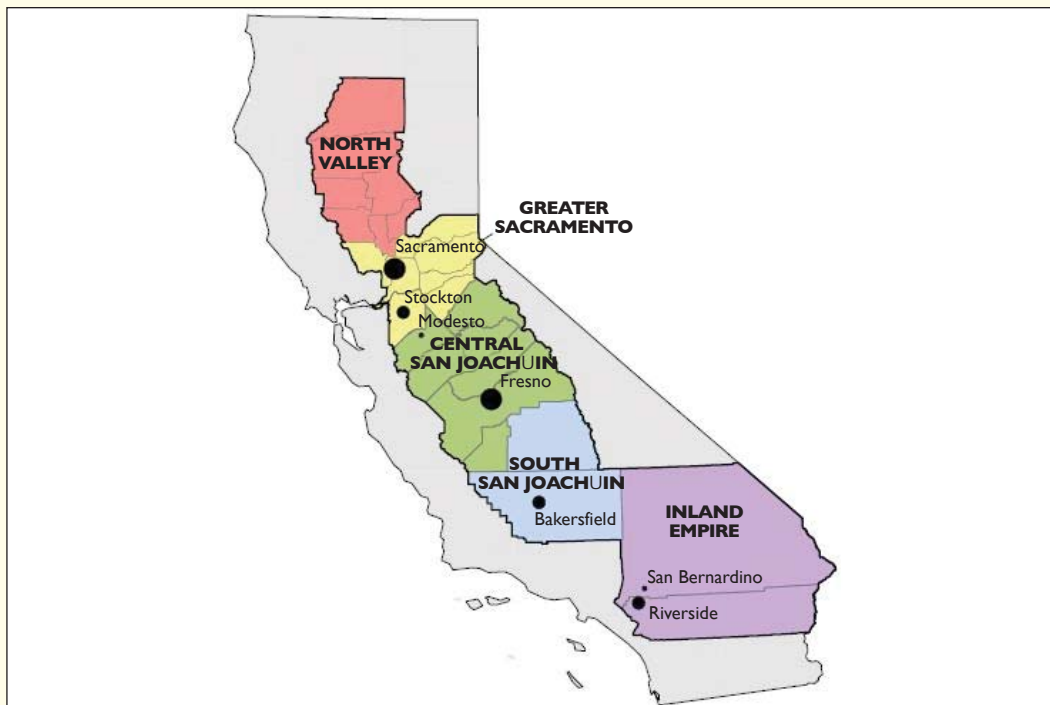 NORTH
VALLEY
GREATER
SACRAMENTO
Sacramento
Stockton
Modesto
CENTRAL
SAN JOACHUIN
Fresno
SOUTH
SAN JOACHUIN
Bakersfield
INLAND
EMPIRE
San Bernardino
Riverside